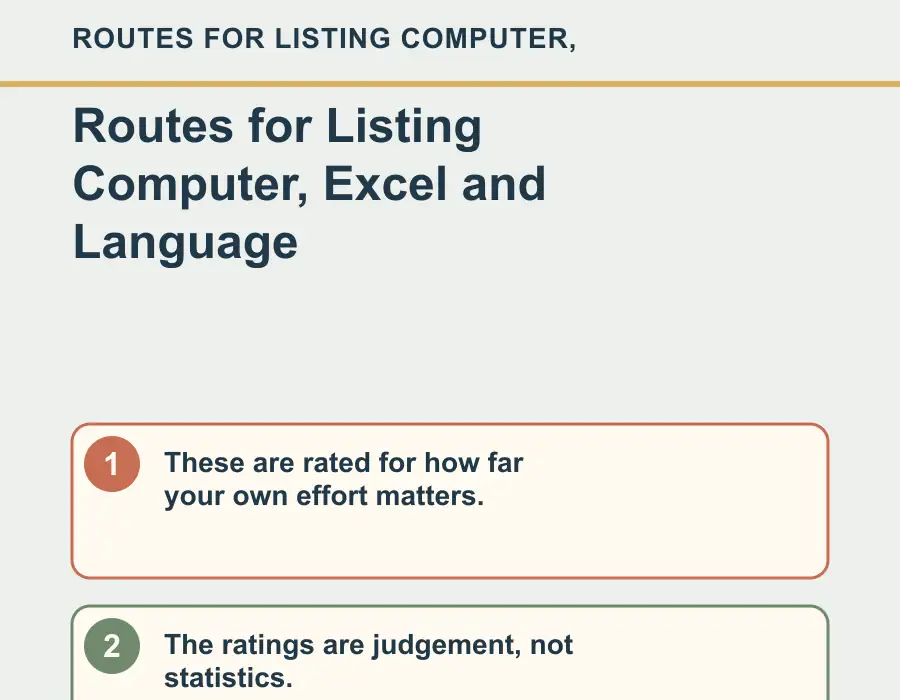 ROUTES FOR LISTING COMPUTER,
Routes for Listing
Computer, Excel and
Language
1
These are rated for how far
your own effort matters.
2
The ratings are judgement, not
statistics.